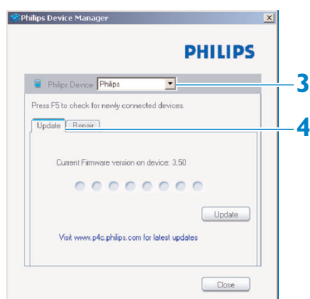 Philips Device Manager
PHILIPS
Philips Device Philips
3
Press F5 to check for newly connected devices.
Update Repair
4
Current Firmware version on device: 3.50
Update
Visit www.p4c.philips.com for latest updates
Close